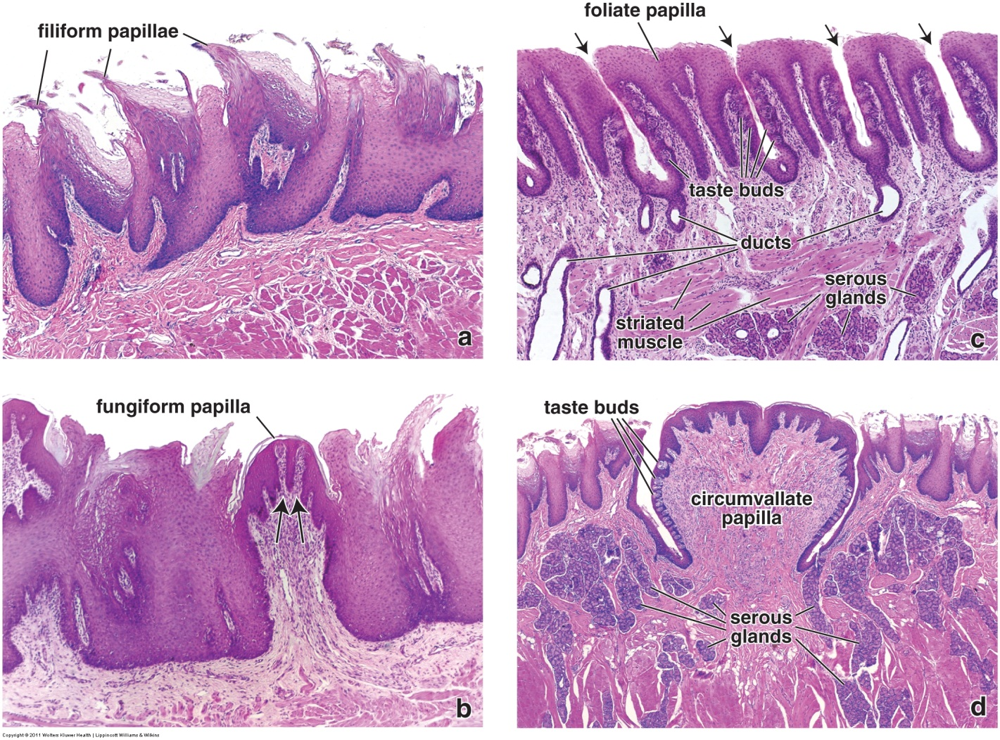 filiform papillae
a
foliate papilla
taste buds
ducts
serous
glands
striated
muscle
c
fungiform papilla
b
taste buds
circumvallate
papilla
serous
glands
d
Copyright © 2011 Wolters Kluwer Health | Lippincott Williams & Wilkins